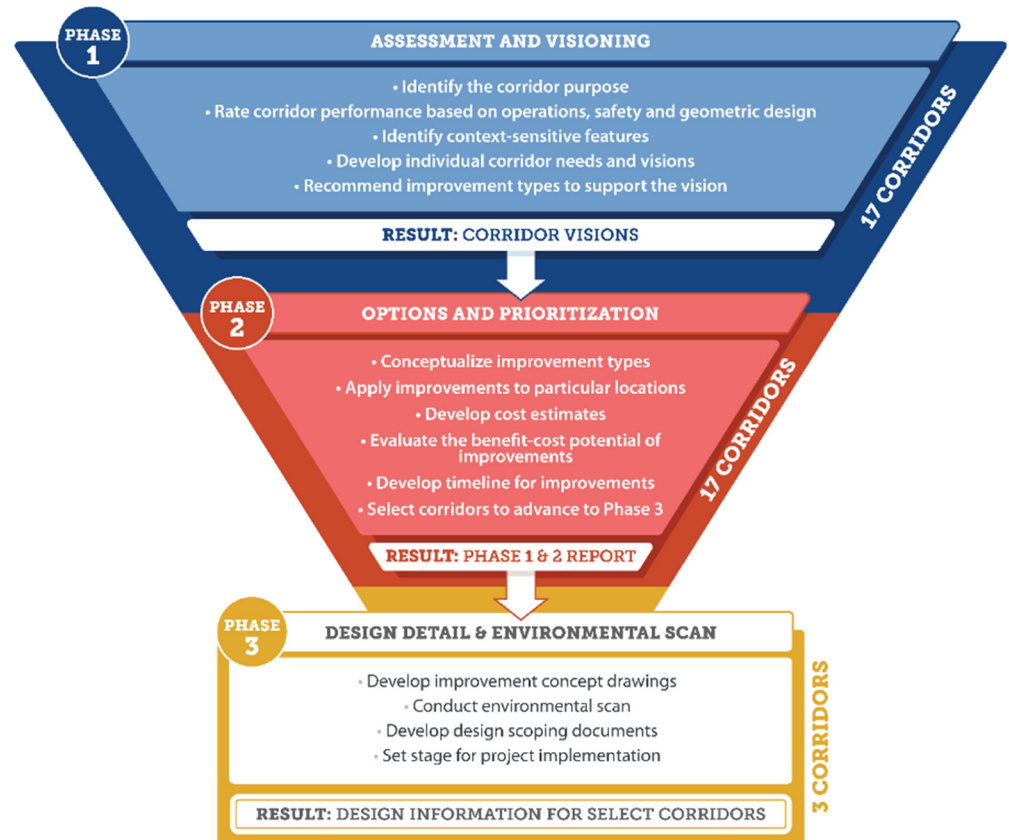 PHASE
1
ASSESSMENT AND VISIONING
• Identify the corridor purpose
• Rate corridor performance based on operations, safety and geometric design
• Identify context-sensitive features
• Develop individual corridor needs and visions
• Recommend improvement types to support the vision
RESULT: CORRIDOR VISIONS
17 CORRIDORS
PHASE
2
OPTIONS AND PRIORITIZATION
• Conceptualize improvement types
• Apply improvements to particular locations
• Develop cost estimates
• Evaluate the benefit-cost potential of
improvements
• Develop timeline for improvements
• Select corridors to advance to Phase 3
RESULT: PHASE 1 & 2 REPORT
17 CORRIDORS
PHASE
3
DESIGN DETAIL & ENVIRONMENTAL SCAN
• Develop improvement concept drawings
• Conduct environmental scan
• Develop design scoping documents
• Set stage for project implementation
RESULT: DESIGN INFORMATION FOR SELECT CORRIDORS
3 CORRIDORS